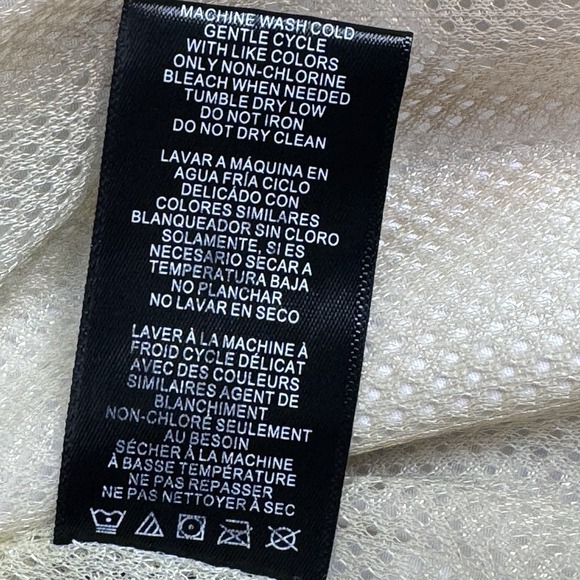 MACHINE WASH COLD
GENTLE CYCLE
WITH LIKE COLORS
ONLY NON-CHLORINE
BLEACH WHEN NEEDED
TUMBLE DRY LOW
DO NOT IRON
DO NOT DRY CLEAN
LAVAR A MÁQUINA EN
AGUA FRÍA CICLO
DELICADO CON
COLORES SIMILARES
BLANQUEADOR SIN CLORO
SOLAMENTE, SI ES
NECESARIO SECAR A
TEMPERATURA BAJA
NO PLANCHAR
NO LAVAR EN SECO
LAVER À LA MACHINE À
FROID CYCLE DÉLICAT
AVEC DES COULEURS
SIMILAIRES AGENT DE
BLANCHIMENT
NON-CHLORÉ SEULEMENT
AU BESOIN
SÉCHER À LA MACHINE
À BASSE TEMPÉRATURE
NE PAS REPASSER
NE PAS NETTOYER À SEC